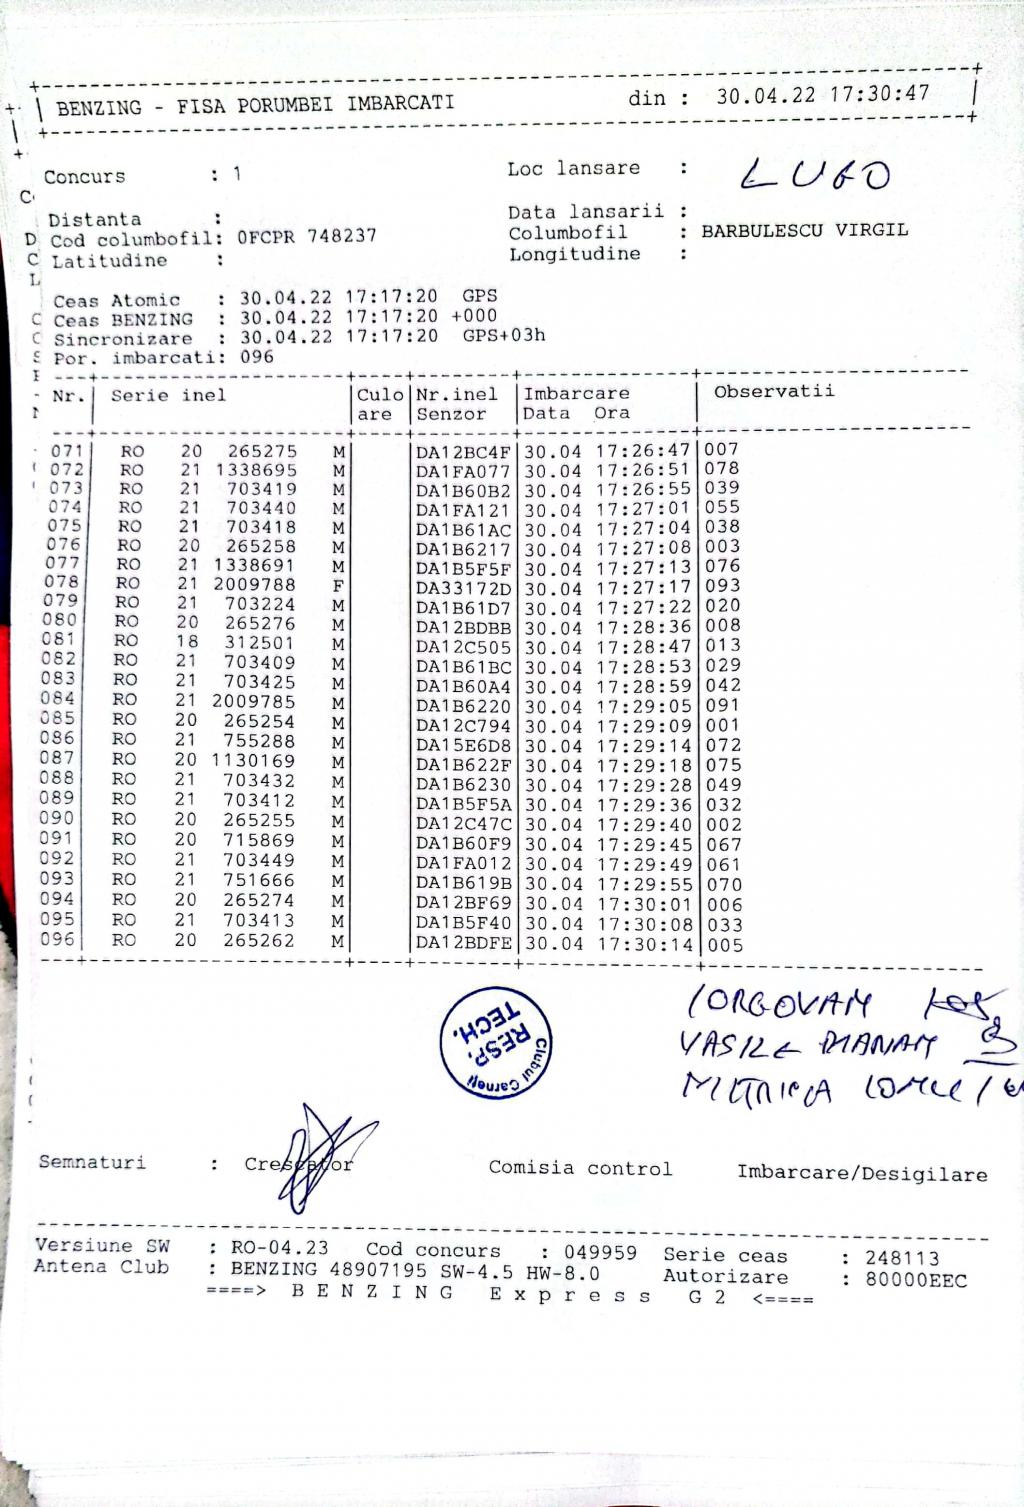 BENZING - FISA PORUMBEI IMBARCATI din : 30.04.22 17:30:47
Concurs : 1 Loc lansare : LUGO
Distanta : Data lansarii :
Cod columbofil: 0FCPR 748237 Columbofil : BARBULESCU VIRGIL
Latitudine : Longitudine :
Ceas Atomic : 30.04.22 17:17:20 GPS
Ceas BENZING : 30.04.22 17:17:20 +000
Sincronizare : 30.04.22 17:17:20 GPS+03h
Por. imbarcati: 096
Nr. Serie inel Culo Nr.inel Imbarcare Observatii
are Senzor Data Ora
071 RO 20 265275 M DA12BC4F 30.04 17:26:47 007
072 RO 21 1338695 M DA1FA077 30.04 17:26:51 078
073 RO 21 703419 M DA1B60B2 30.04 17:26:55 039
074 RO 21 703440 M DA1FA121 30.04 17:27:01 055
075 RO 21 703418 M DA1B61AC 30.04 17:27:04 038
076 RO 20 265258 M DA1B6217 30.04 17:27:08 003
077 RO 21 1338691 M DA1B5F5F 30.04 17:27:13 076
078 RO 21 2009788 F DA33172D 30.04 17:27:17 093
079 RO 21 703224 M DA1B61D7 30.04 17:27:22 020
080 RO 20 265276 M DA12BDBB 30.04 17:28:36 008
081 RO 18 312501 M DA12C505 30.04 17:28:47 013
082 RO 21 703409 M DA1B61BC 30.04 17:28:53 029
083 RO 21 703425 M DA1B60A4 30.04 17:28:59 042
084 RO 21 2009785 M DA1B6220 30.04 17:29:05 091
085 RO 20 265254 M DA12C794 30.04 17:29:09 001
086 RO 21 755288 M DA15E6D8 30.04 17:29:14 072
087 RO 20 1130169 M DA1B622F 30.04 17:29:18 075
088 RO 21 703432 M DA1B6230 30.04 17:29:28 049
089 RO 21 703412 M DA1B5F5A 30.04 17:29:36 032
090 RO 20 265255 M DA12C47C 30.04 17:29:40 002
091 RO 20 715869 M DA1B60F9 30.04 17:29:45 067
092 RO 21 703449 M DA1FA012 30.04 17:29:49 061
093 RO 21 751666 M DA1B619B 30.04 17:29:55 070
094 RO 20 265274 M DA12BF69 30.04 17:30:01 006
095 RO 21 703413 M DA1B5F40 30.04 17:30:08 033
096 RO 20 265262 M DA12BDFE 30.04 17:30:14 005
RESP. TECH.
Clubul Carnești
IORGOVAM
VASILE
Semnaturi : Crescator Comisia control Imbarcare/Desigilare
Versiune SW : RO-04.23 Cod concurs : 049959 Serie ceas : 248113
Antena Club : BENZING 48907195 SW-4.5 HW-8.0 Autorizare : 80000EEC
====> B E N Z I N G E x p r e s s G 2 <====